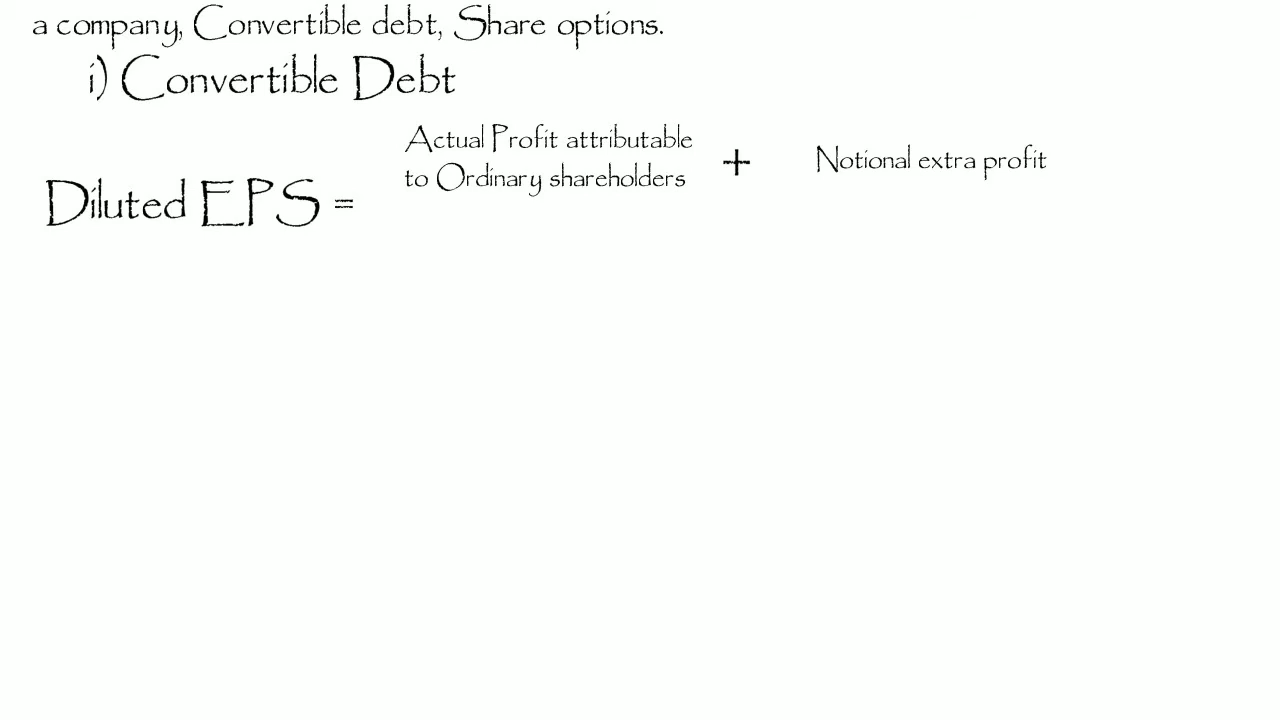 a company, Convertible debt, Share options.
i) Convertible Debt
Actual Profit attributable
to Ordinary shareholders
+
Notional extra profit
Diluted EPS =